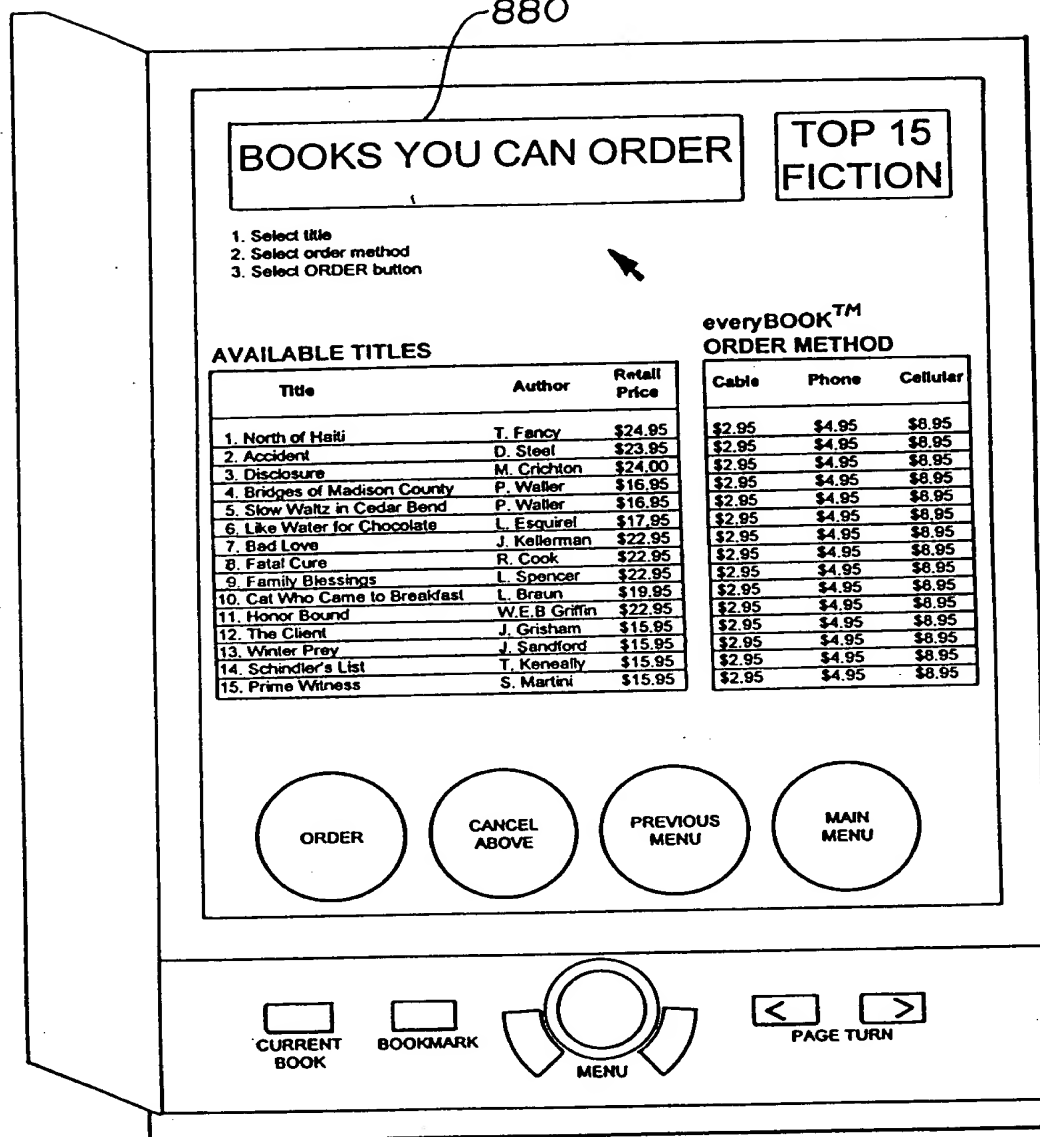 880
BOOKS YOU CAN ORDER
TOP 15
FICTION
1. Select title
2. Select order method
3. Select ORDER button
everyBOOK™
ORDER METHOD
AVAILABLE TITLES
Title Author Retail Price Cable Phone Cellular
1. North of Haiti T. Fancy $24.95 $2.95 $4.95 $8.95
2. Accident D. Steel $23.95 $2.95 $4.95 $8.95
3. Disclosure M. Crichton $24.00 $2.95 $4.95 $8.95
4. Bridges of Madison County P. Waller $16.95 $2.95 $4.95 $8.95
5. Slow Waltz in Cedar Bend P. Waller $16.95 $2.95 $4.95 $8.95
6. Like Water for Chocolate L. Esquirel $17.95 $2.95 $4.95 $8.95
7. Bad Love J. Kellerman $22.95 $2.95 $4.95 $8.95
8. Fatal Cure R. Cook $22.95 $2.95 $4.95 $8.95
9. Family Blessings L. Spencer $22.95 $2.95 $4.95 $8.95
10. Cat Who Came to Breakfast L. Braun $19.95 $2.95 $4.95 $8.95
11. Honor Bound W.E.B Griffin $22.95 $2.95 $4.95 $8.95
12. The Client J. Grisham $15.95 $2.95 $4.95 $8.95
13. Winter Prey J. Sandford $15.95 $2.95 $4.95 $8.95
14. Schindler's List T. Keneally $15.95 $2.95 $4.95 $8.95
15. Prime Witness S. Martini $15.95 $2.95 $4.95 $8.95
ORDER
CANCEL
ABOVE
PREVIOUS
MENU
MAIN
MENU
CURRENT
BOOK
BOOKMARK
MENU
< >
PAGE TURN